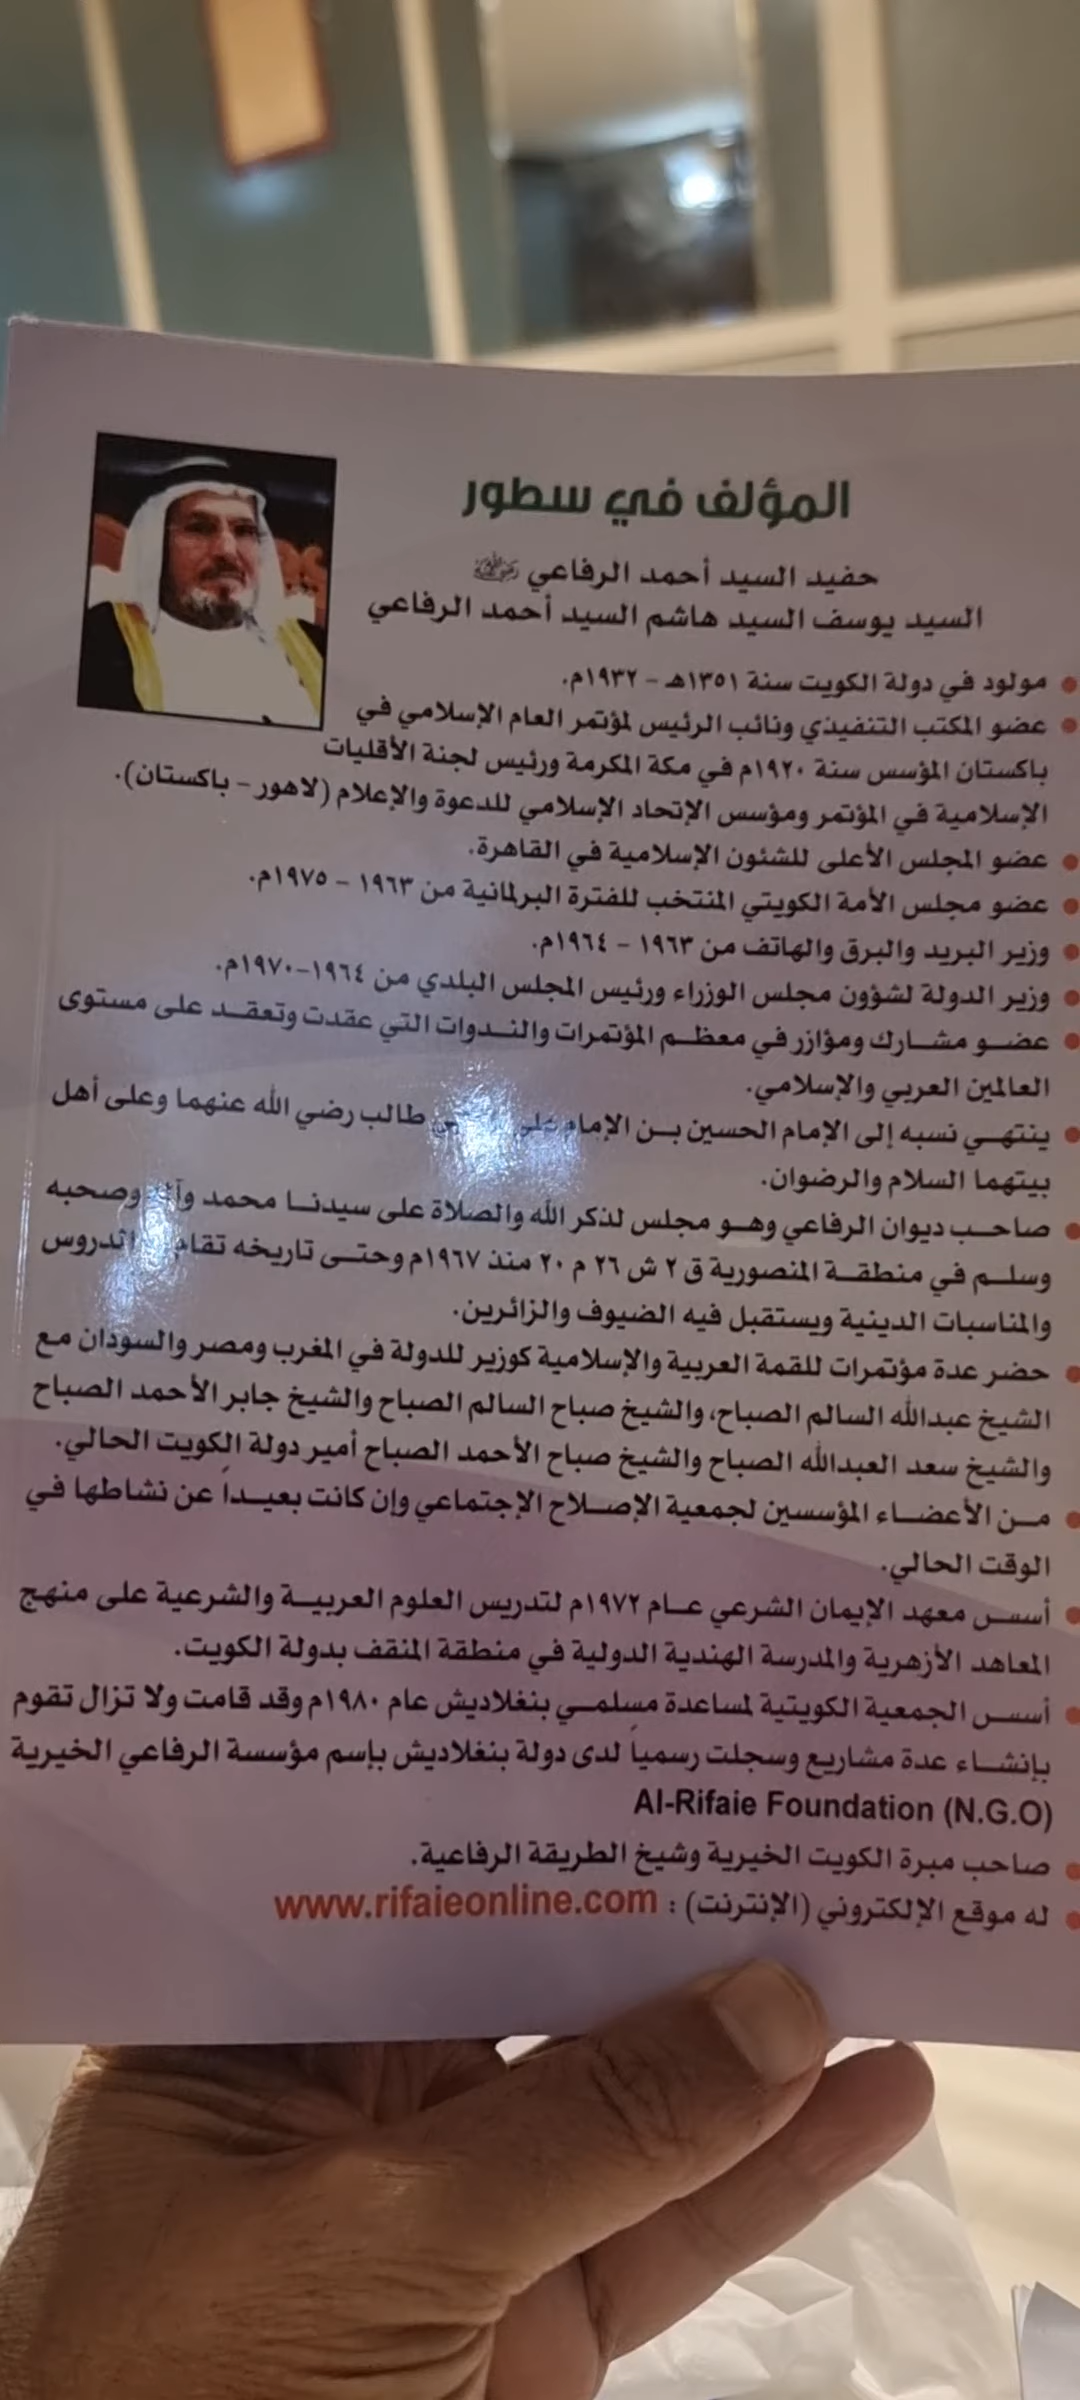 المؤلف في سطور
حفيد السيد أحمد الرفاعي ﷺ
السيد يوسف السيد هاشم السيد أحمد الرفاعي
مولود في دولة الكويت سنة ١٣٥١هـ - ١٩٣٢م.
عضو المكتب التنفيذي ونائب الرئيس لمؤتمر العام الإسلامي في
باكستان المؤسس سنة ١٩٢٠م في مكة المكرمة ورئيس لجنة الأقليات
الإسلامية في المؤتمر ومؤسس الإتحاد الإسلامي للدعوة والإعلام (لاهور - باكستان).
عضو المجلس الأعلى للشئون الإسلامية في القاهرة.
عضو مجلس الأمة الكويتي المنتخب للفترة البرلمانية من ١٩٦٣ - ١٩٧٥م.
وزير البريد والبرق والهاتف من ١٩٦٣ - ١٩٦٤م.
وزير الدولة لشؤون مجلس الوزراء ورئيس المجلس البلدي من ١٩٦٤-١٩٧٠م.
عضو مشارك ومؤازر في معظم المؤتمرات والندوات التي عقدت وتعقد على مستوى
العالمين العربي والإسلامي.
ينتهي نسبه إلى الإمام الحسين بن الإمام علي طالب رضي الله عنهما وعلى أهل
بيتهما السلام والرضوان.
صاحب ديوان الرفاعي وهو مجلس لذكر الله والصلاة على سيدنا محمد وآله وصحبه
وسلم في منطقة المنصورية ق ٢ ش ٢٦ م ٢٠ منذ ١٩٦٧م وحتى تاريخه تقام الدروس
والمناسبات الدينية ويستقبل فيه الضيوف والزائرين.
حضر عدة مؤتمرات للقمة العربية والإسلامية كوزير للدولة في المغرب ومصر والسودان مع
الشيخ عبدالله السالم الصباح، والشيخ صباح السالم الصباح والشيخ جابر الأحمد الصباح
والشيخ سعد العبدالله الصباح والشيخ صباح الأحمد الصباح أمير دولة الكويت الحالي.
من الأعضاء المؤسسين لجمعية الإصلاح الإجتماعي وإن كانت بعيداً عن نشاطها في
الوقت الحالي.
أسس معهد الإيمان الشرعي عام ١٩٧٢م لتدريس العلوم العربية والشرعية على منهج
المعاهد الأزهرية والمدرسة الهندية الدولية في منطقة المنقف بدولة الكويت.
أسس الجمعية الكويتية لمساعدة مسلمي بنغلاديش عام ١٩٨٠م وقد قامت ولا تزال تقوم
بإنشاء عدة مشاريع وسجلت رسمياً لدى دولة بنغلاديش بإسم مؤسسة الرفاعي الخيرية
Al-Rifaie Foundation (N.G.O)
صاحب مبرة الكويت الخيرية وشيخ الطريقة الرفاعية.
له موقع الإلكتروني (الإنترنت) : www.rifaieonline.com